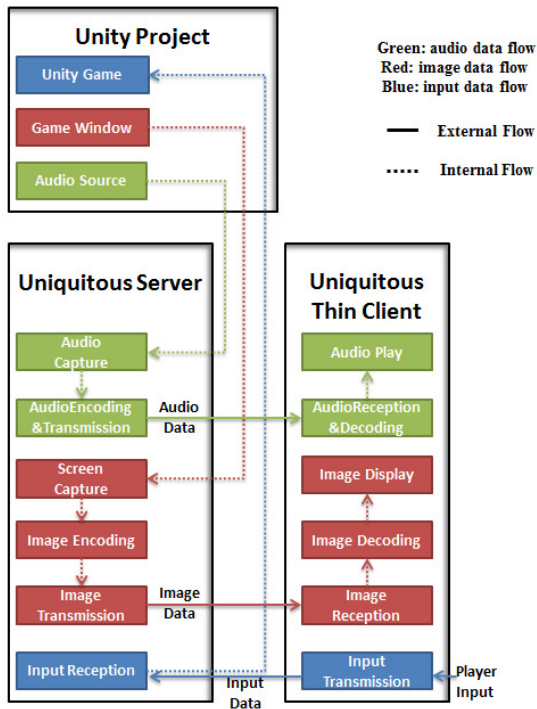 Unity Project
Unity Game
Game Window
Audio Source
Green: audio data flow
Red: image data flow
Blue: input data flow
External Flow
Internal Flow
Uniquitous Server
Audio
Capture
AudioEncoding
&Transmission
Screen
Capture
Image Encoding
Image
Transmission
Input Reception
Audio
Data
Image
Data
Input
Data
Uniquitous
Thin Client
Audio Play
AudioReception
&Decoding
Image Display
Image Decoding
Image
Reception
Input
Transmission
Player
Input